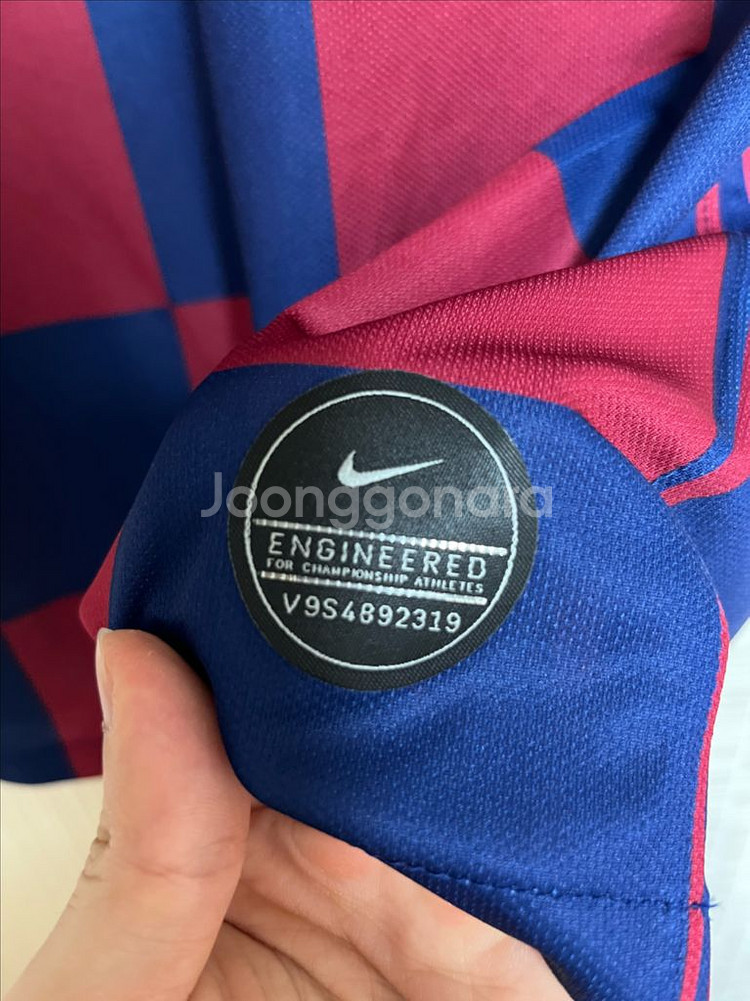 Joonggonara
ENGINEERED
FOR CHAMPIONSHIP ATHLETES
V9S4892319